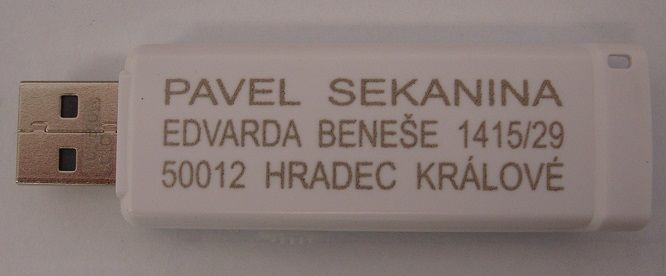 PAVEL SEKANINA
EDVARDA BENEŠE 1415/29
50012 HRADEC KRÁLOVÉ